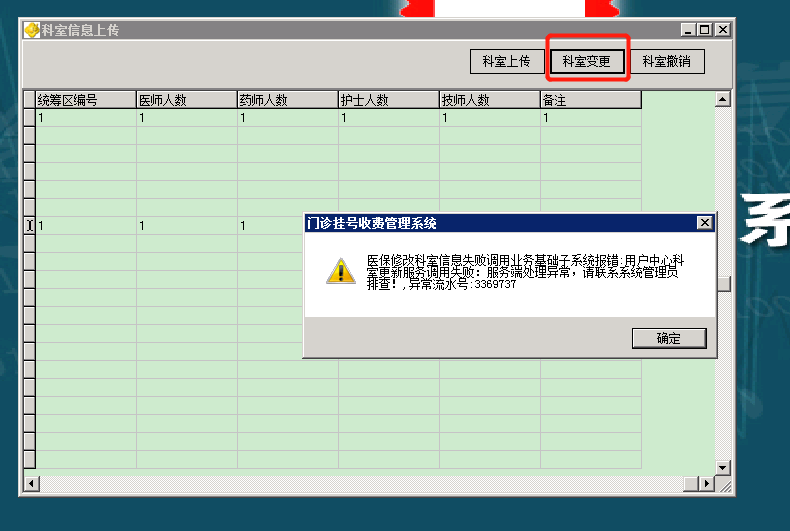 科室信息上传
科室上传 科室变更 科室撤销
统筹区编号 医师人数 药师人数 护士人数 技师人数 备注
1 1 1 1 1 1
1 1 1
门诊挂号收费管理系统
医保修改科室信息失败调用业务基础子系统报错:用户中心科
室更新服务调用失败：服务端处理异常，请联系系统管理员
排查！,异常流水号:3369737
确定
系